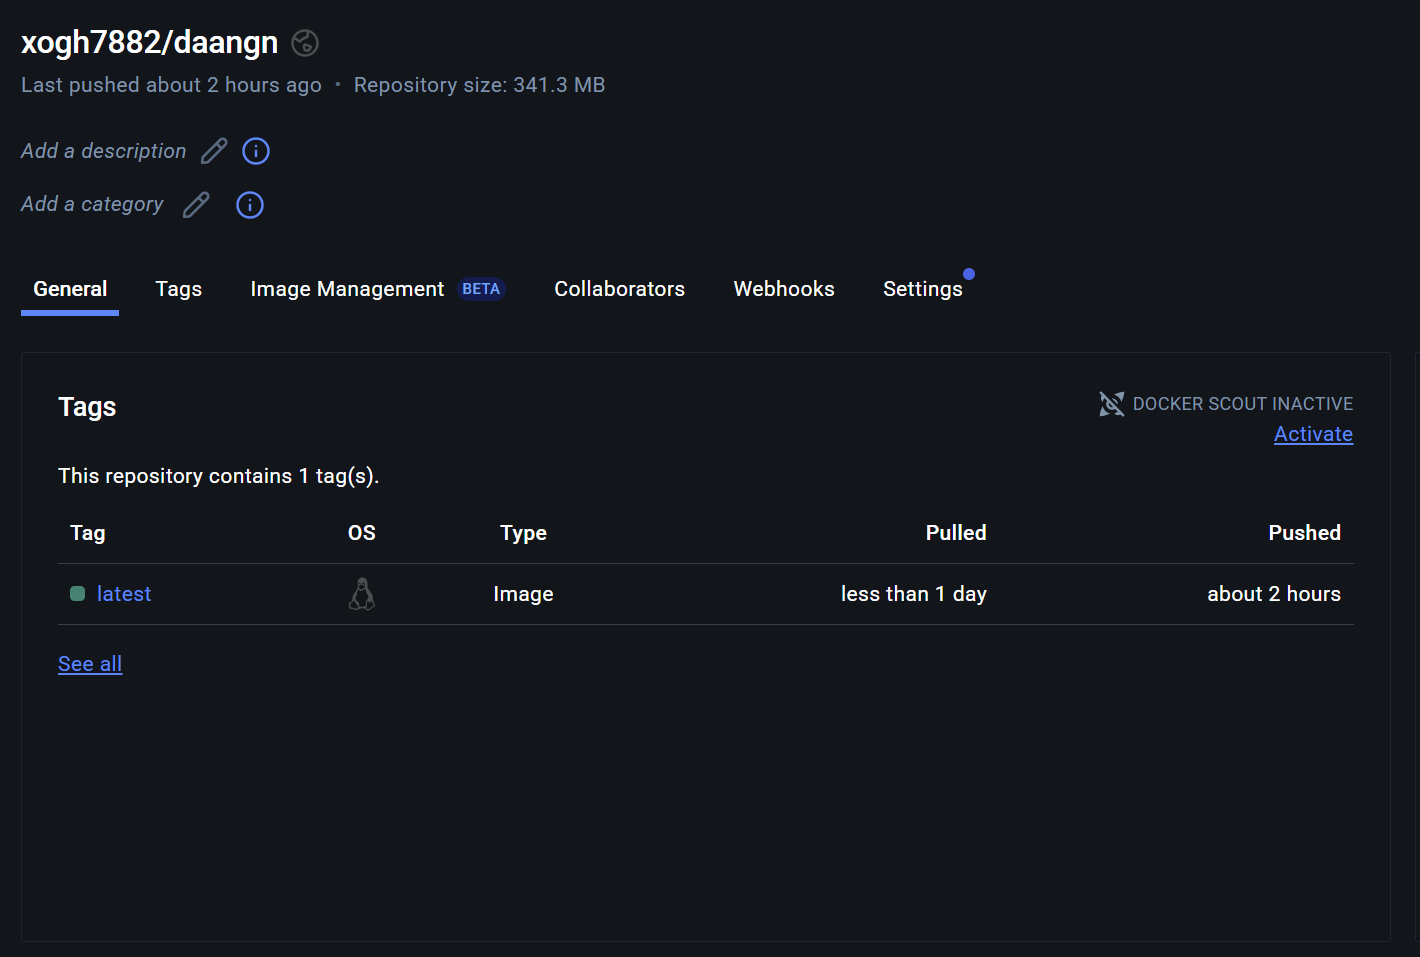 xogh7882/daangn
Last pushed about 2 hours ago • Repository size: 341.3 MB
Add a description
Add a category
General Tags Image Management BETA Collaborators Webhooks Settings
Tags
DOCKER SCOUT INACTIVE
Activate
This repository contains 1 tag(s).
Tag OS Type Pulled Pushed
latest Image less than 1 day about 2 hours
See all